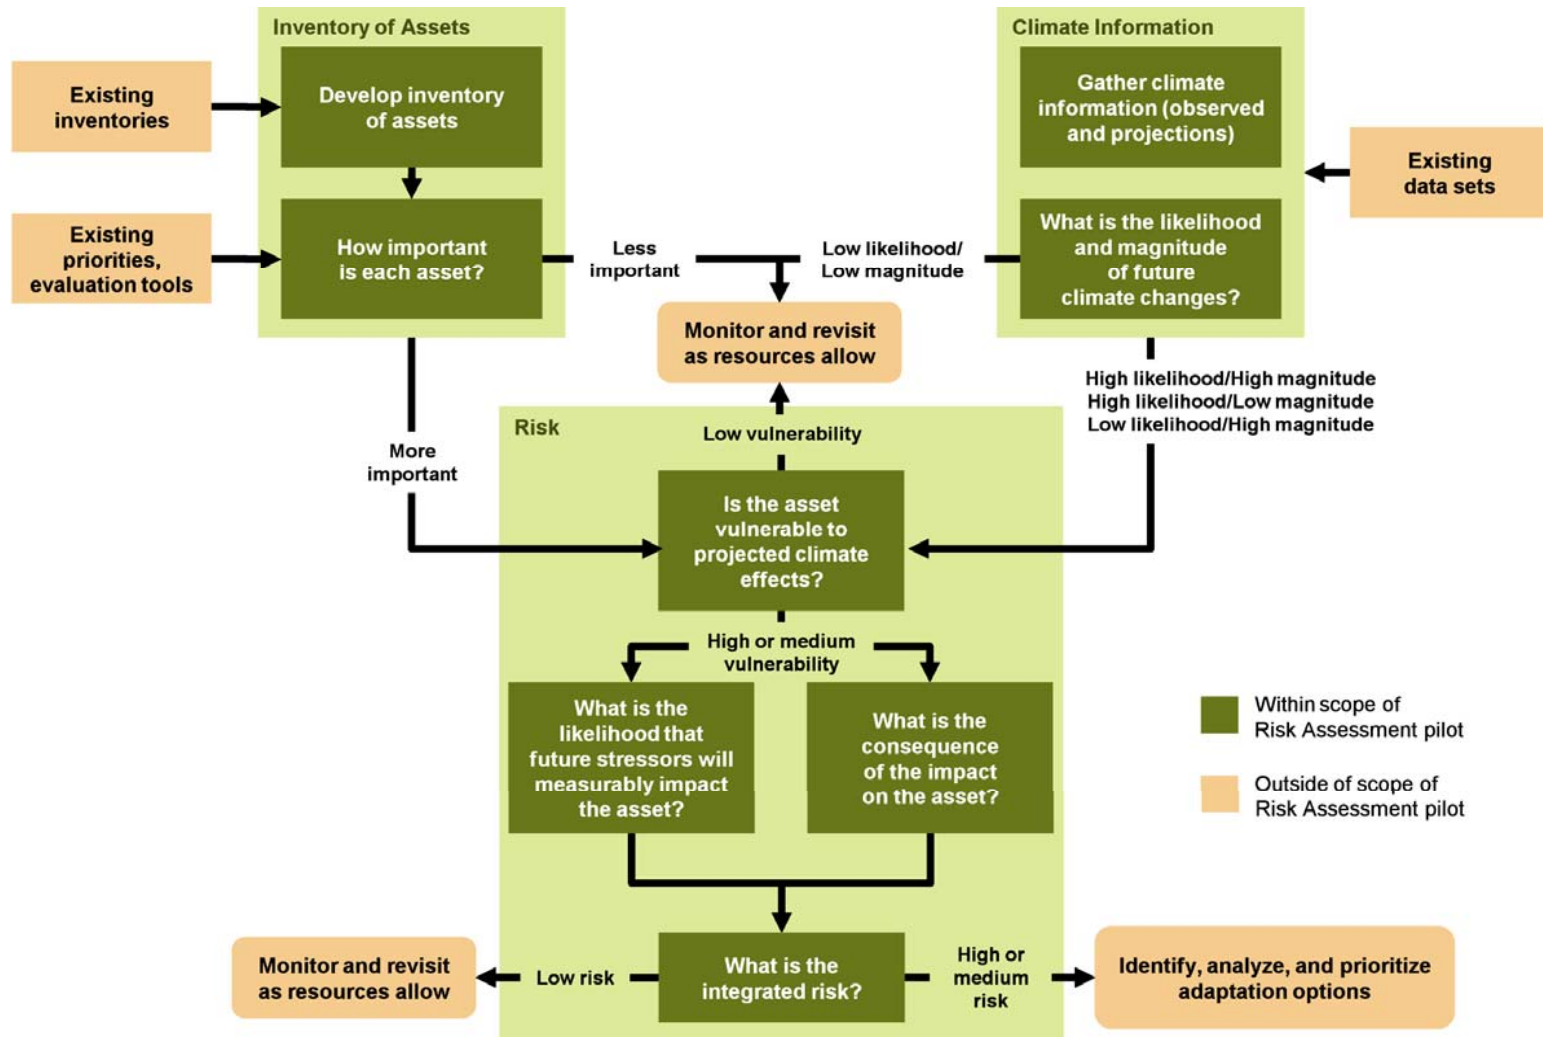 Inventory of Assets
Existing
inventories
Develop inventory
of assets
Existing
priorities,
evaluation tools
How important
is each asset?
Less
important
Low likelihood/
Low magnitude
Climate Information
Gather climate
information (observed
and projections)
Existing
data sets
What is the likelihood
and magnitude
of future
climate changes?
Monitor and revisit
as resources allow
High likelihood/High magnitude
High likelihood/Low magnitude
Low likelihood/High magnitude
More
important
Risk
Low vulnerability
Is the asset
vulnerable to
projected climate
effects?
High or medium
vulnerability
What is the
likelihood that
future stressors will
measurably impact
the asset?
What is the
consequence
of the impact
on the asset?
Within scope of
Risk Assessment pilot
Outside of scope of
Risk Assessment pilot
Monitor and revisit
as resources allow
Low risk
What is the
integrated risk?
High or
medium
risk
Identify, analyze, and prioritize
adaptation options